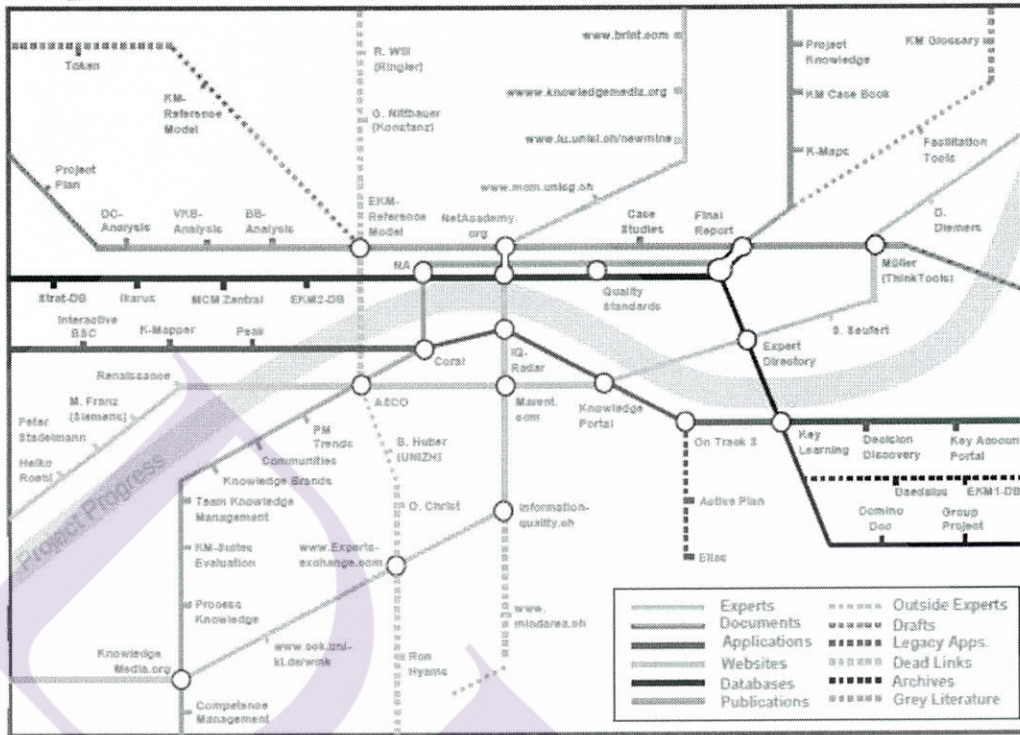 www.brint.com
KM Glossary
R. Will
(Ringier)
Project
Knowledge
Token
KM-
Reference
Model
wwww.knowledgemedia.org
KM Case Book
G. Nittbauer
(Konstanz)
Facilitation
Tools
K-Maps
Project
Plan
www.mcm.unisg.ch
D.
Diemers
DC-
Analysis
VKB-
Analysis
BB-
Analysis
EKM-
Reference
Model
NetAcademy.
org
Case
Studies
Final
Report
Müller
(ThinkTools)
NA
Strat-DB
Ikarus
MCM Zentral
EKM2-DB
Quality
Standards
Interactive
BSC
K-Mapper
Peak
S. Seufert
Coral
IQ-
Radar
Expert
Directory
Renaissance
M. Franz
(Siemens)
ASCO
Marent.
com
Knowledge
Portal
Peter
Stadelmann
PM
Trends
B. Huber
(UNIZH)
On Track 3
Key
Learning
Decision
Discovery
Key Account
Portal
Heiko
Communities
Knowledge Brands
Daedalus
EKM1-DB
Team Knowledge
Management
O. Christ
Information-
quality.ch
Active Plan
Domino
Doc
Group
Project
Project Progress
KM-Suites
Evaluation
www.Experts-
exchange.com
Elias
Process
Knowledge
www.
mindarea.ch
Experts
Documents
Applications
Websites
Databases
Publications
Outside Experts
Drafts
Legacy Apps.
Dead Links
Archives
Grey Literature
Knowledge
Media.org
Ron
Hyams
Competence
Management